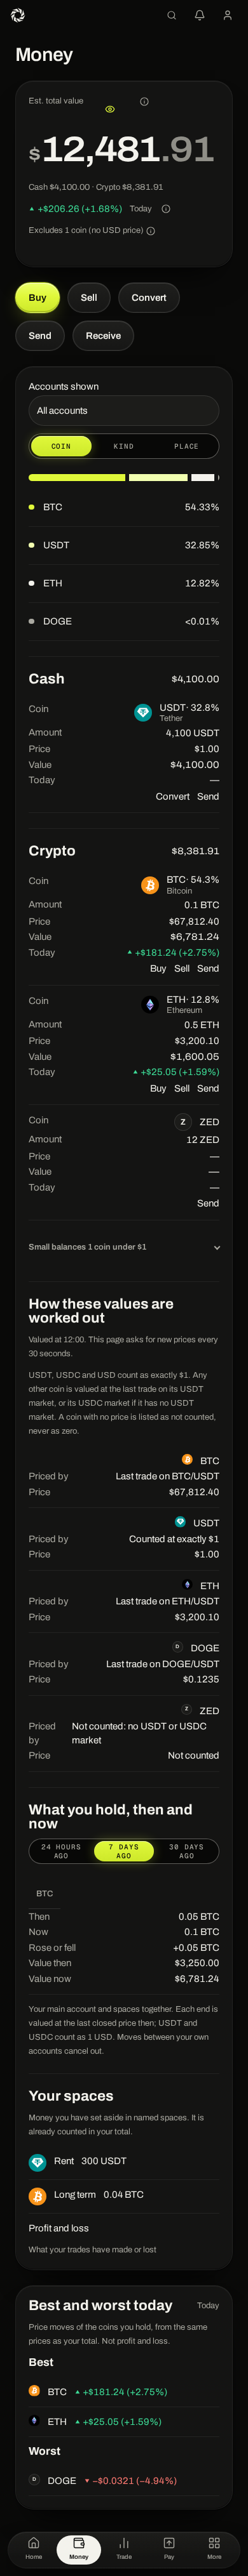 Money
Est. total value
$12,481.91
Cash $4,100.00 · Crypto $8,381.91
+$206.26 (+1.68%) Today
Excludes 1 coin (no USD price)
Buy
Sell
Convert
Send
Receive
Accounts shown
All accounts
COIN
KIND
PLACE
BTC 54.33%
USDT 32.85%
ETH 12.82%
DOGE <0.01%
Cash $4,100.00
Coin USDT · 32.8%
Tether
Amount 4,100 USDT
Price $1.00
Value $4,100.00
Today —
Convert Send
Crypto $8,381.91
Coin BTC · 54.3%
Bitcoin
Amount 0.1 BTC
Price $67,812.40
Value $6,781.24
Today +$181.24 (+2.75%)
Buy Sell Send
Coin ETH · 12.8%
Ethereum
Amount 0.5 ETH
Price $3,200.10
Value $1,600.05
Today +$25.05 (+1.59%)
Buy Sell Send
Coin Z ZED
Amount 12 ZED
Price —
Value —
Today —
Send
Small balances 1 coin under $1
How these values are
worked out
Valued at 12:00. This page asks for new prices every
30 seconds.
USDT, USDC and USD count as exactly $1. Any
other coin is valued at the last trade on its USDT
market, or its USDC market if it has no USDT
market. A coin with no price is listed as not counted,
never as zero.
BTC
Priced by Last trade on BTC/USDT
Price $67,812.40
USDT
Priced by Counted at exactly $1
Price $1.00
ETH
Priced by Last trade on ETH/USDT
Price $3,200.10
D DOGE
Priced by Last trade on DOGE/USDT
Price $0.1235
Z ZED
Priced by Not counted: no USDT or USDC market
Price Not counted
What you hold, then and
now
24 HOURS AGO
7 DAYS AGO
30 DAYS AGO
BTC
Then 0.05 BTC
Now 0.1 BTC
Rose or fell +0.05 BTC
Value then $3,250.00
Value now $6,781.24
Your main account and spaces together. Each end is
valued at the last closed price then; USDT and
USDC count as 1 USD. Moves between your own
accounts cancel out.
Your spaces
Money you have set aside in named spaces. It is
already counted in your total.
Rent 300 USDT
Long term 0.04 BTC
Profit and loss
What your trades have made or lost
Best and worst today Today
Price moves of the coins you hold, from the same
prices as your total. Not profit and loss.
Best
BTC +$181.24 (+2.75%)
ETH +$25.05 (+1.59%)
Worst
D DOGE −$0.0321 (−4.94%)
Home
Money
Trade
Pay
More